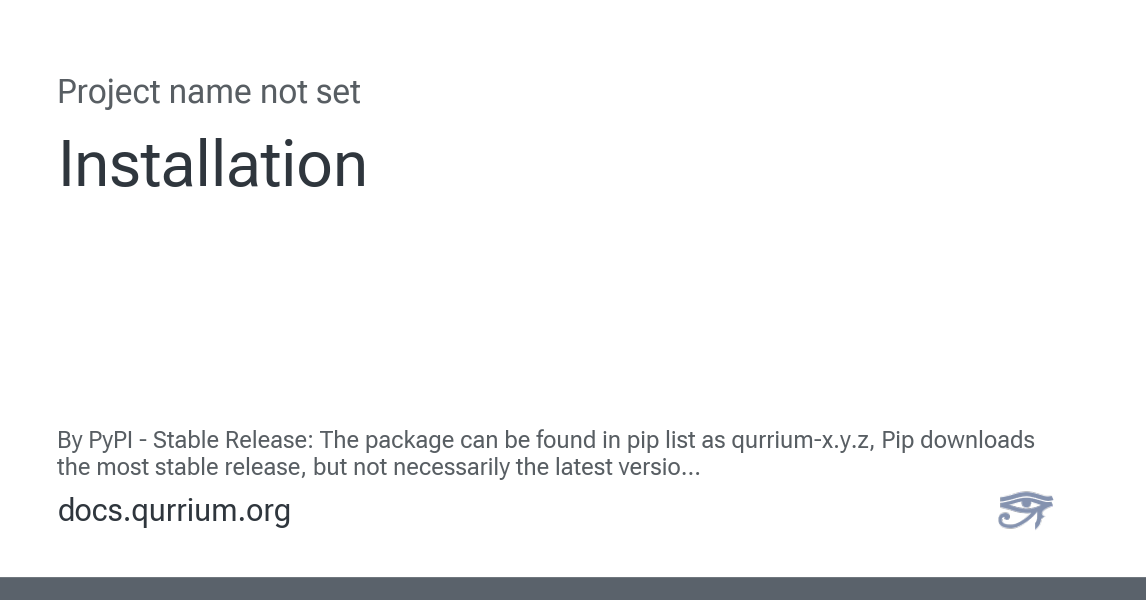 Project name not set
Installation
By PyPI - Stable Release: The package can be found in pip list as qurrium-x.y.z, Pip downloads
the most stable release, but not necessarily the latest versio...
docs.qurrium.org